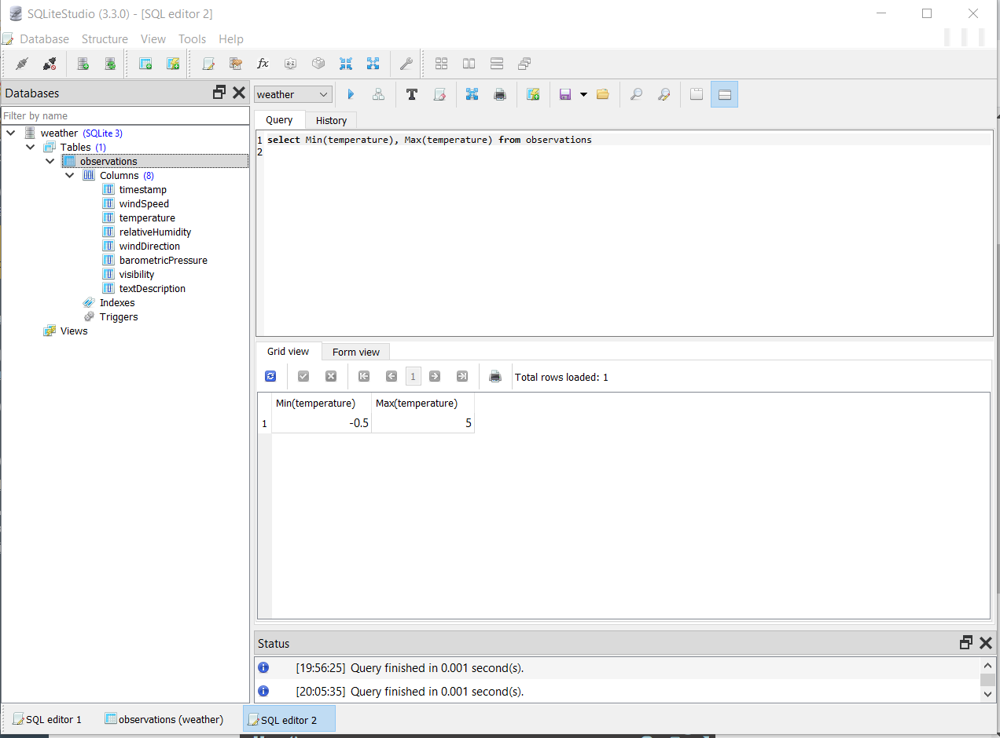 SQLiteStudio (3.3.0) - [SQL editor 2]
Database Structure View Tools Help
Databases
Filter by name
weather (SQLite 3)
Tables (1)
observations
Columns (8)
timestamp
windSpeed
temperature
relativeHumidity
windDirection
barometricPressure
visibility
textDescription
Indexes
Triggers
Views
weather
Query History
1 select Min(temperature), Max(temperature) from observations
2
Grid view Form view
1 Total rows loaded: 1
Min(temperature) Max(temperature)
1 -0.5 5
Status
[19:56:25] Query finished in 0.001 second(s).
[20:05:35] Query finished in 0.001 second(s).
SQL editor 1 observations (weather) SQL editor 2